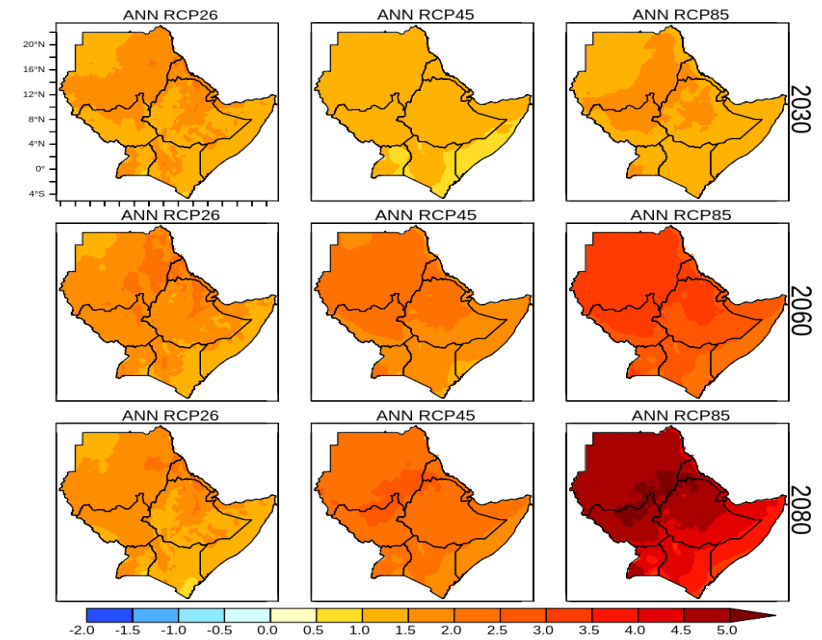 ANN RCP26 ANN RCP45 ANN RCP85
20°N
16°N
12°N
8°N
4°N
0°
4°S
2030
ANN RCP26 ANN RCP45 ANN RCP85
2060
ANN RCP26 ANN RCP45 ANN RCP85
2080
-2.0 -1.5 -1.0 -0.5 0.0 0.5 1.0 1.5 2.0 2.5 3.0 3.5 4.0 4.5 5.0